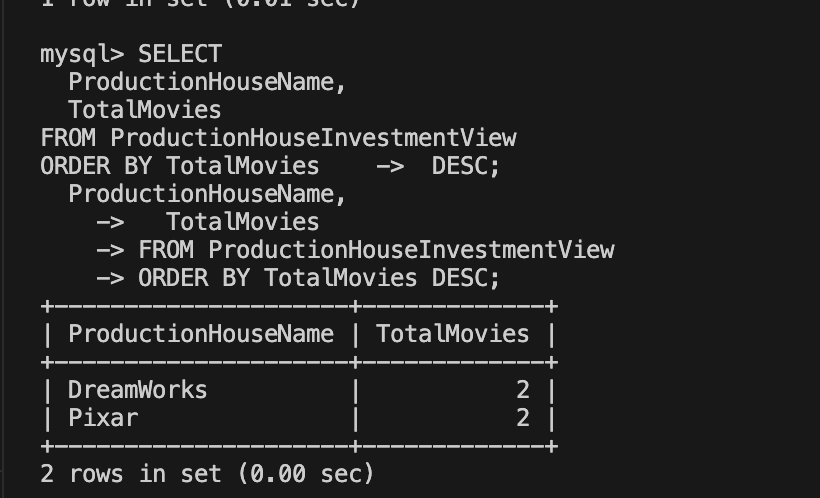 1 row in set (0.01 sec)
mysql> SELECT
  ProductionHouseName,
  TotalMovies
FROM ProductionHouseInvestmentView
ORDER BY TotalMovies    ->  DESC;
  ProductionHouseName,
    ->   TotalMovies
    -> FROM ProductionHouseInvestmentView
    -> ORDER BY TotalMovies DESC;
+---------------------+-------------+
| ProductionHouseName | TotalMovies |
+---------------------+-------------+
| DreamWorks          |           2 |
| Pixar               |           2 |
+---------------------+-------------+
2 rows in set (0.00 sec)